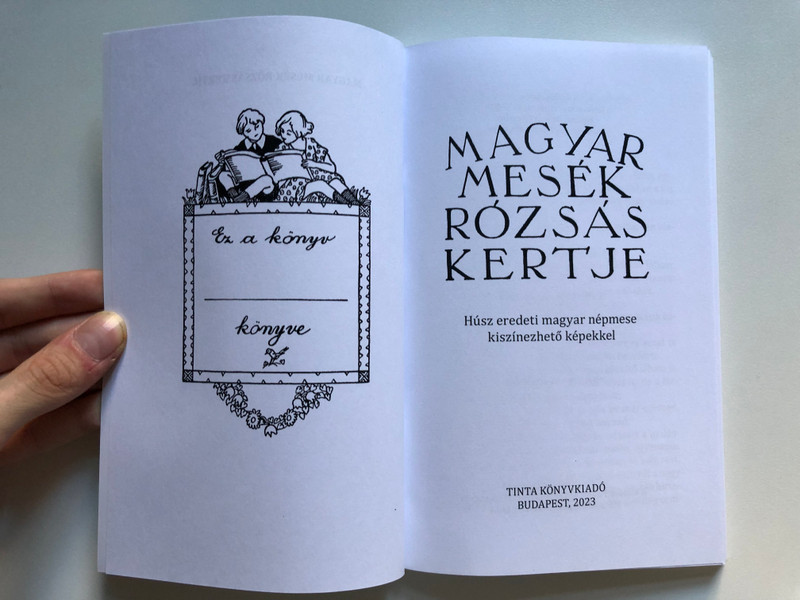 Ez a könyv
könyve
MAGYAR
MESÉK
RÓZSÁS
KERTJE
Húsz eredeti magyar népmese
kiszínezhető képekkel
TINTA KÖNYVKIADÓ
BUDAPEST, 2023